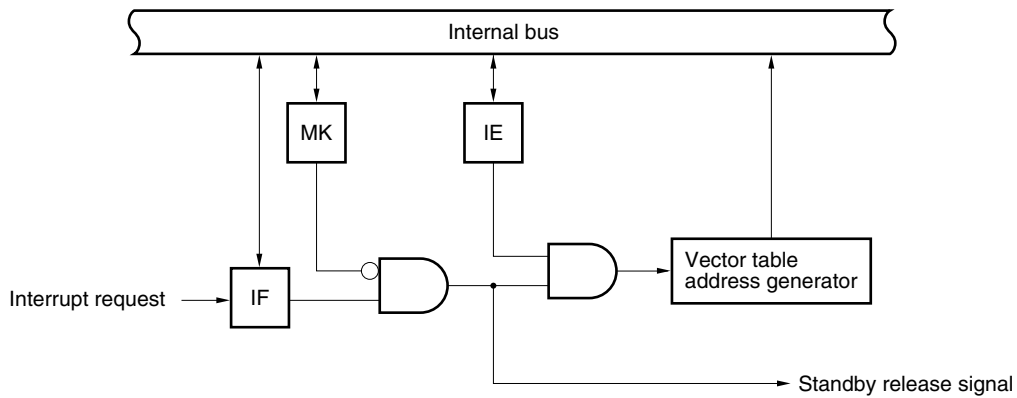 Internal bus
MK
IE
Vector table
address generator
Interrupt request
IF
Standby release signal